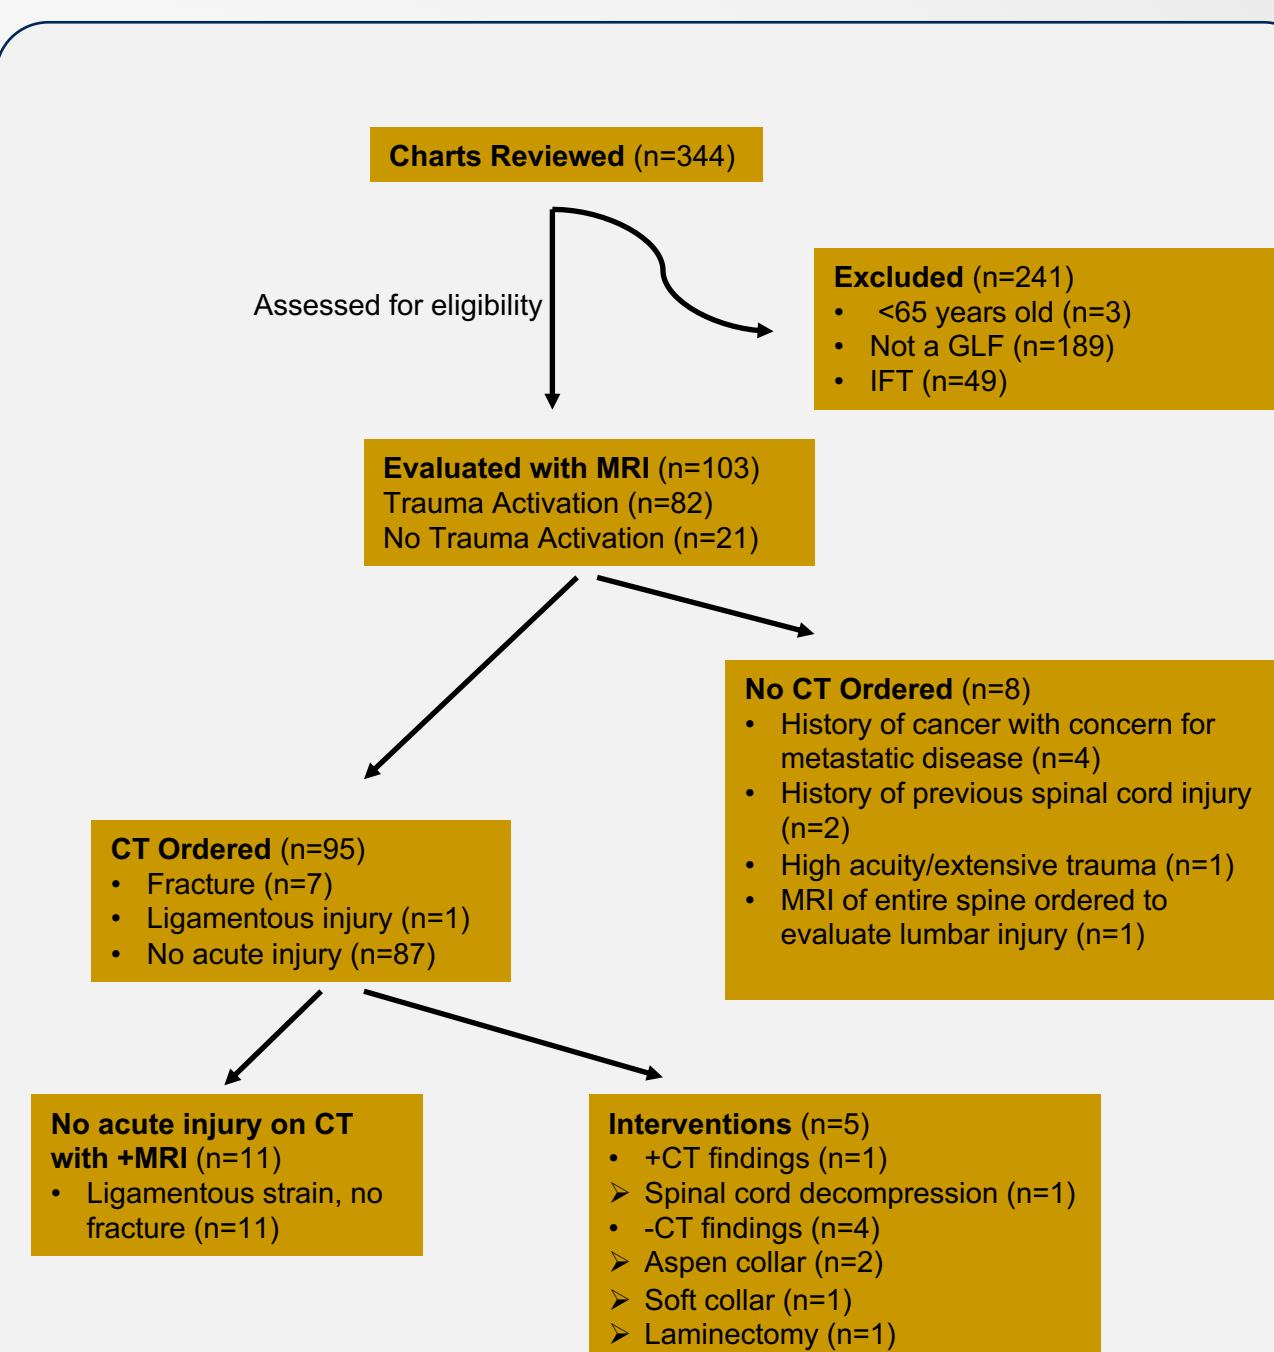 Charts Reviewed (n=344)
Assessed for eligibility
Excluded (n=241)
• <65 years old (n=3)
• Not a GLF (n=189)
• IFT (n=49)
Evaluated with MRI (n=103)
Trauma Activation (n=82)
No Trauma Activation (n=21)
No CT Ordered (n=8)
• History of cancer with concern for
metastatic disease (n=4)
• History of previous spinal cord injury
(n=2)
• High acuity/extensive trauma (n=1)
• MRI of entire spine ordered to
evaluate lumbar injury (n=1)
CT Ordered (n=95)
• Fracture (n=7)
• Ligamentous injury (n=1)
• No acute injury (n=87)
No acute injury on CT
with +MRI (n=11)
• Ligamentous strain, no
fracture (n=11)
Interventions (n=5)
• +CT findings (n=1)
➢ Spinal cord decompression (n=1)
• -CT findings (n=4)
➢ Aspen collar (n=2)
➢ Soft collar (n=1)
➢ Laminectomy (n=1)